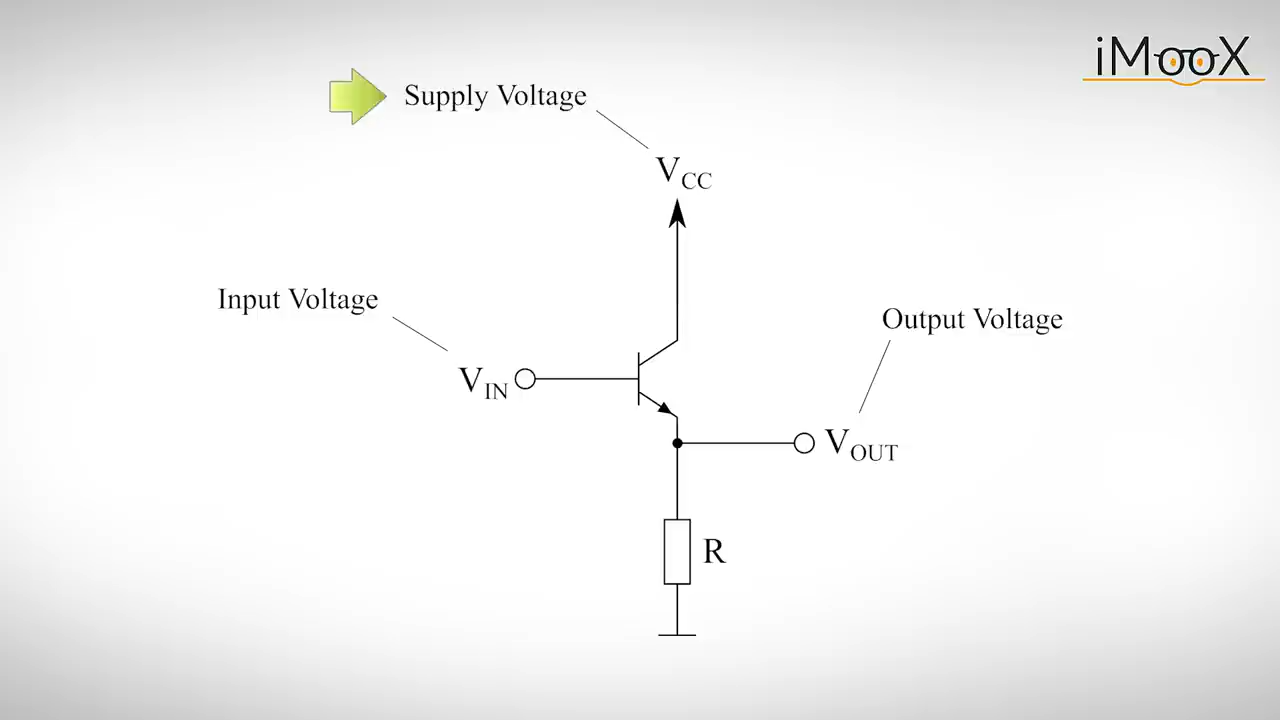 iMooX
Supply Voltage
VCC
Input Voltage
Output Voltage
VIN
VOUT
R